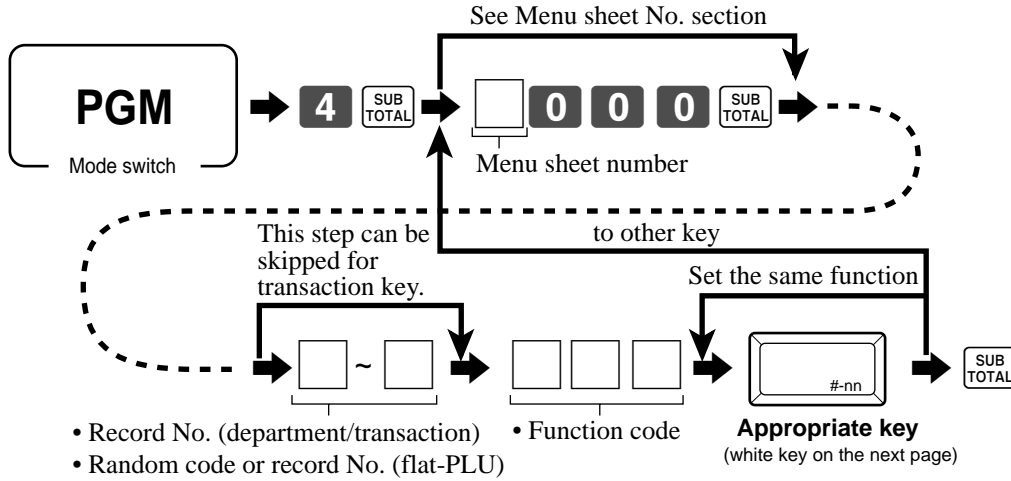 See Menu sheet No. section
PGM
Mode switch
4
SUB
TOTAL
0 0 0
SUB
TOTAL
Menu sheet number
This step can be
skipped for
transaction key.
to other key
Set the same function
~
#-nn
SUB
TOTAL
• Record No. (department/transaction)
• Random code or record No. (flat-PLU)
• Function code
Appropriate key
(white key on the next page)